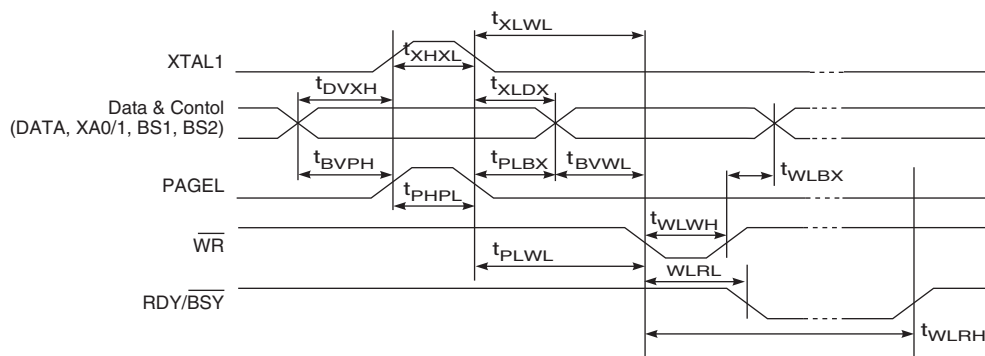 tXLWL
XTAL1
tXHXL
tDVXH
tXLDX
Data & Contol
(DATA, XA0/1, BS1, BS2)
tBVPH
tPLBX
tBVWL
tWLBX
PAGEL
tPHPL
tWLWH
WR
tPLWL
WLRL
RDY/BSY
tWLRH